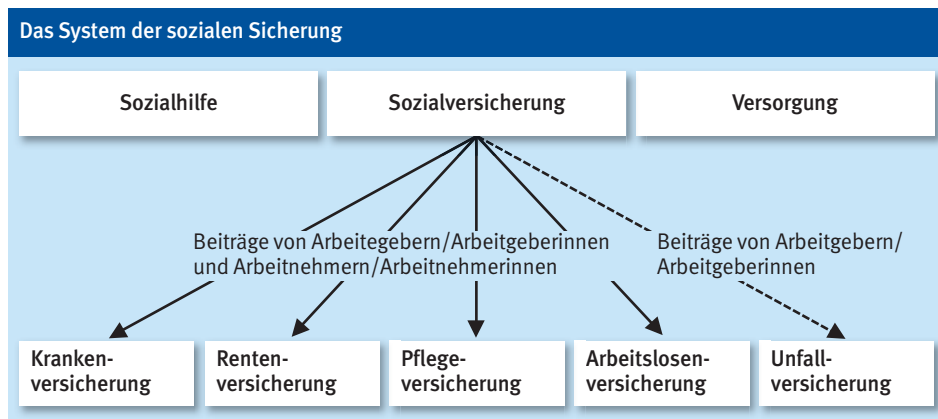 Das System der sozialen Sicherung
Sozialhilfe
Sozialversicherung
Versorgung
Beiträge von Arbeitegebern/Arbeitgeberinnen
und Arbeitnehmern/Arbeitnehmerinnen
Beiträge von Arbeitgebern/
Arbeitgeberinnen
Kranken-
versicherung
Renten-
versicherung
Pflege-
versicherung
Arbeitslosen-
versicherung
Unfall-
versicherung